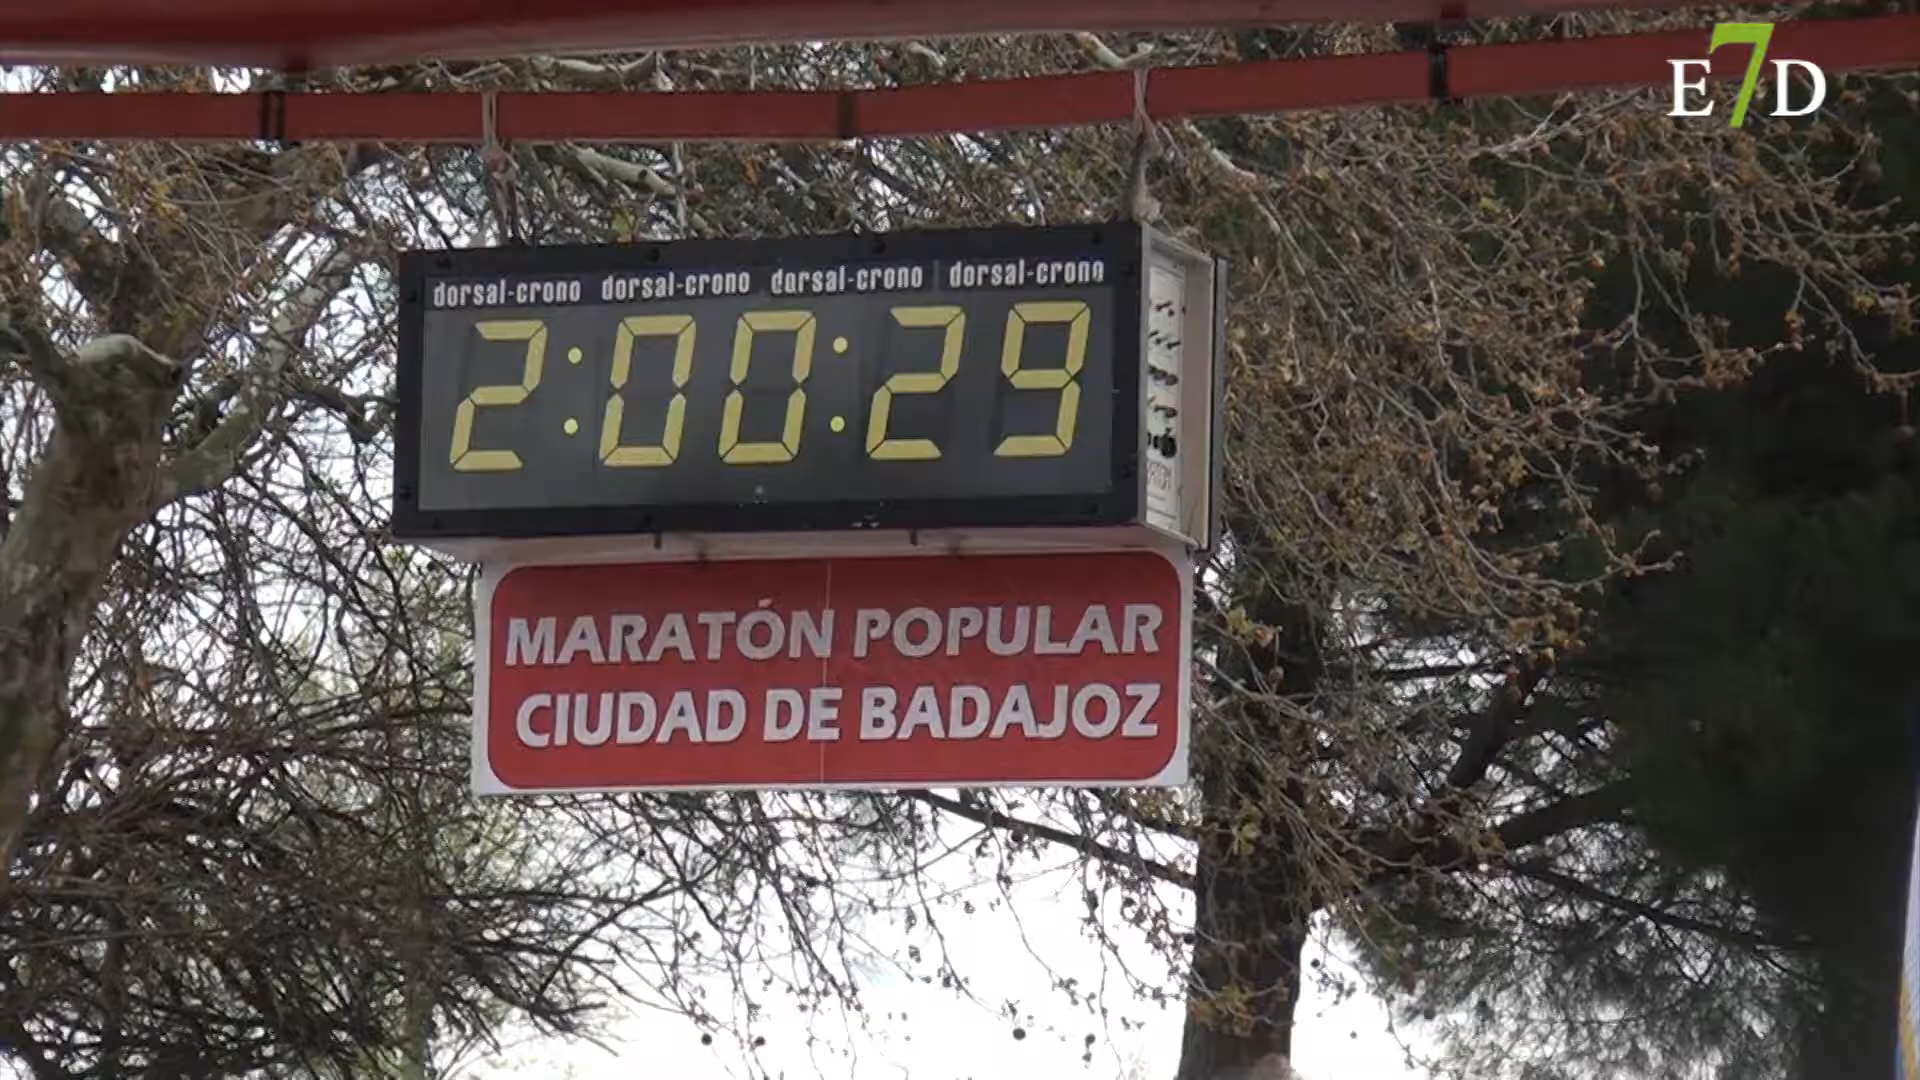 E7D
dorsal-crono dorsal-crono dorsal-crono dorsal-crono
2:00:29
MARATÓN POPULAR
CIUDAD DE BADAJOZ